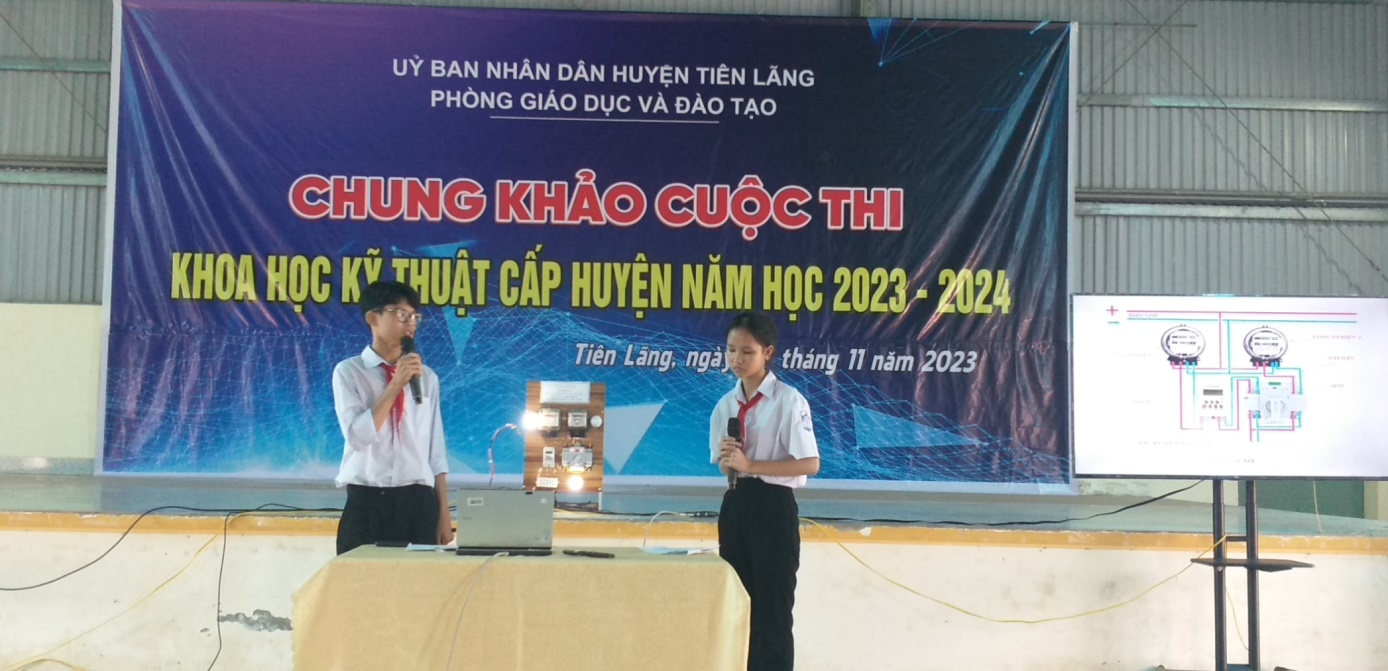 UỶ BAN NHÂN DÂN HUYỆN TIÊN LÃNG
PHÒNG GIÁO DỤC VÀ ĐÀO TẠO
CHUNG KHẢO CUỘC THI
KHOA HỌC KỸ THUẬT CẤP HUYỆN NĂM HỌC 2023 - 2024
Tiên Lãng, ngày tháng 11 năm 2023